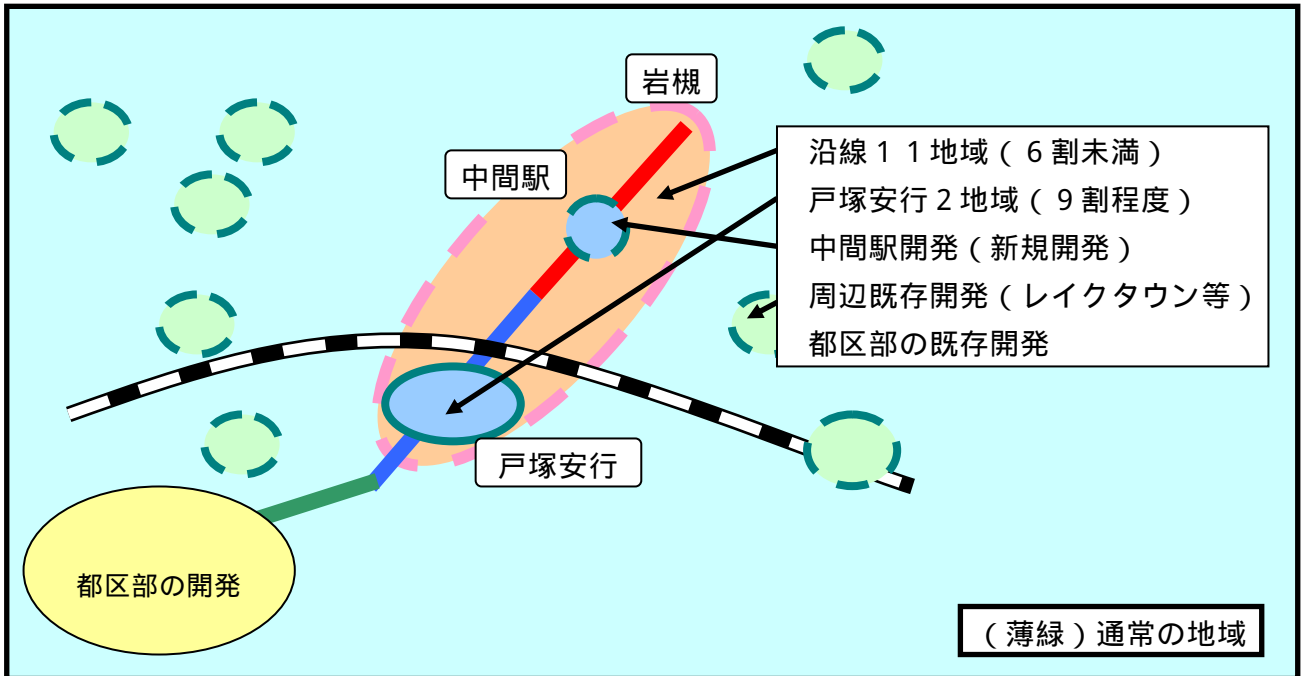 岩槻
中間駅
沿線11地域(6割未満)
戸塚安行2地域(9割程度)
中間駅開発(新規開発)
周辺既存開発(レイクタウン等)
都区部の既存開発
戸塚安行
都区部の開発
(薄緑)通常の地域